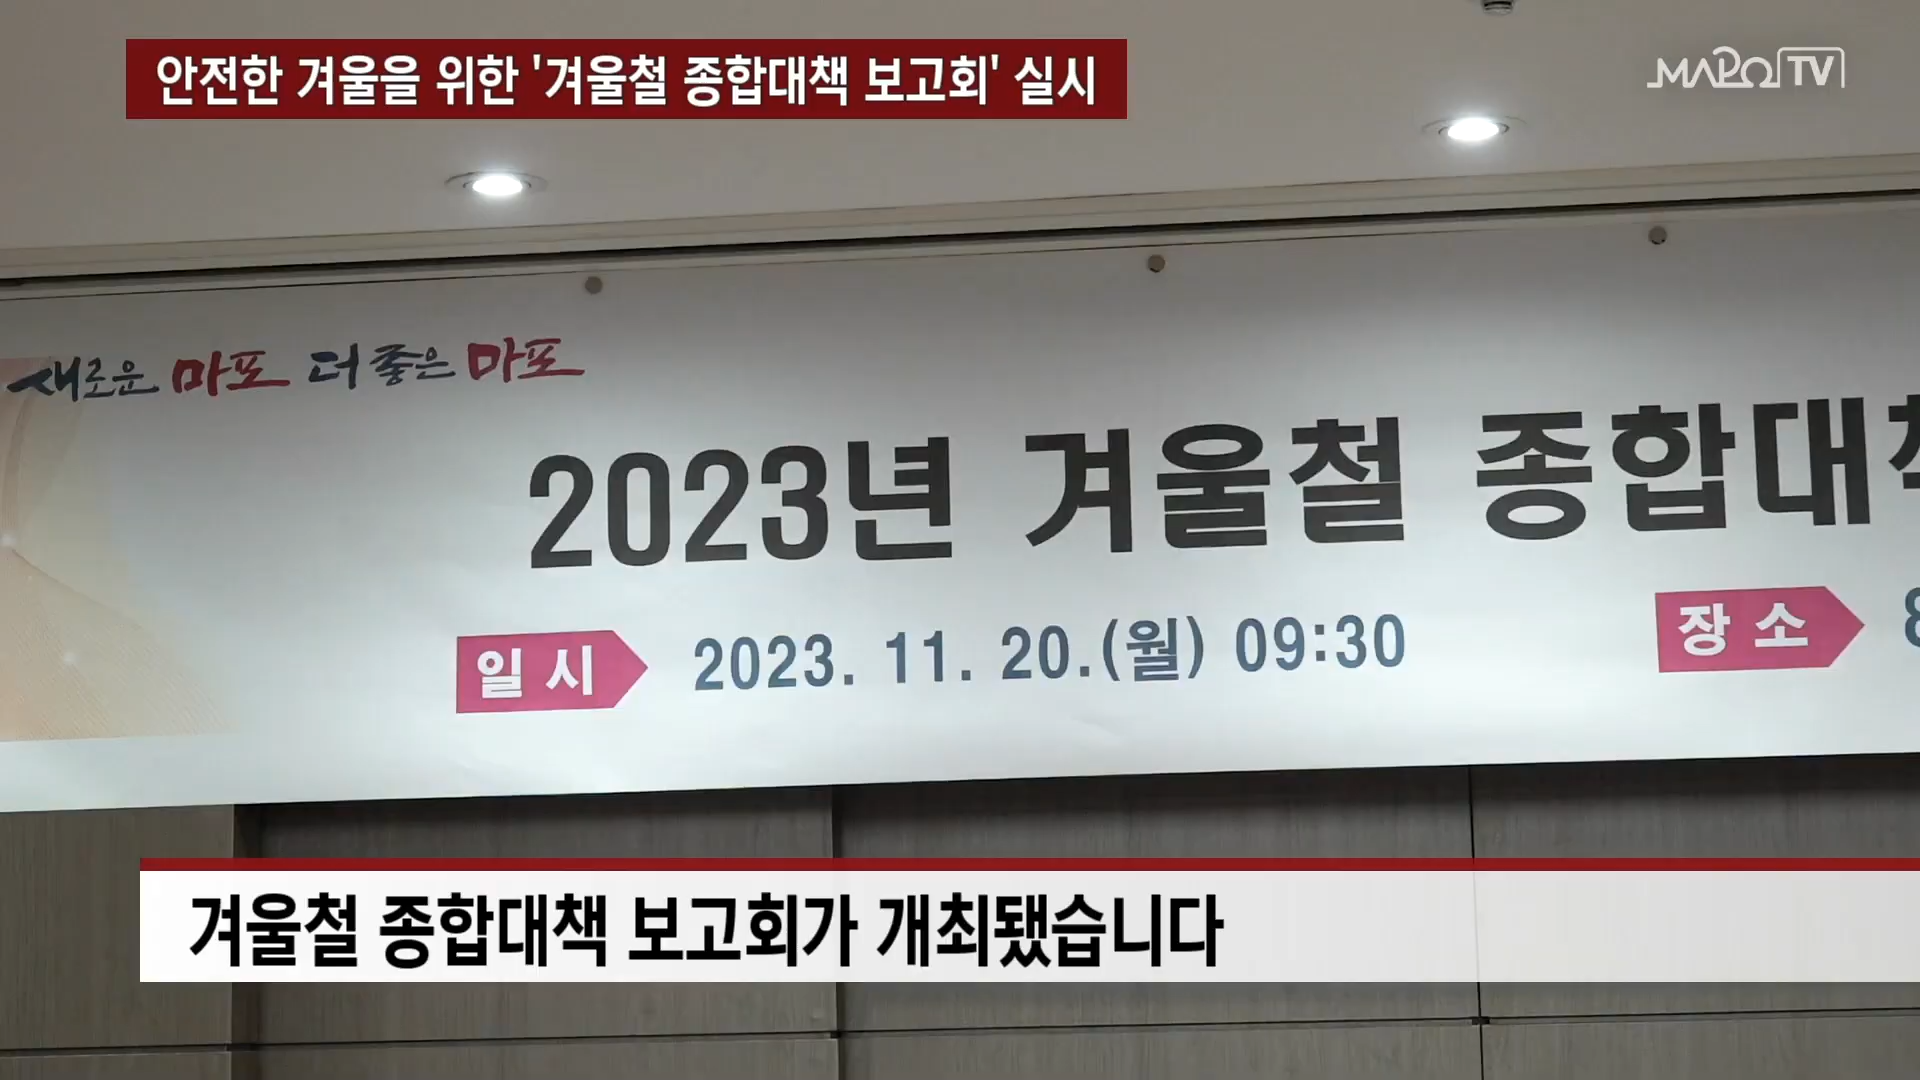 안전한 겨울을 위한 '겨울철 종합대책 보고회' 실시
MAPO TV
새로운 마포 더 좋은 마포
2023년 겨울철 종합대
일 시 2023. 11. 20.(월) 09:30
장 소
겨울철 종합대책 보고회가 개최됐습니다